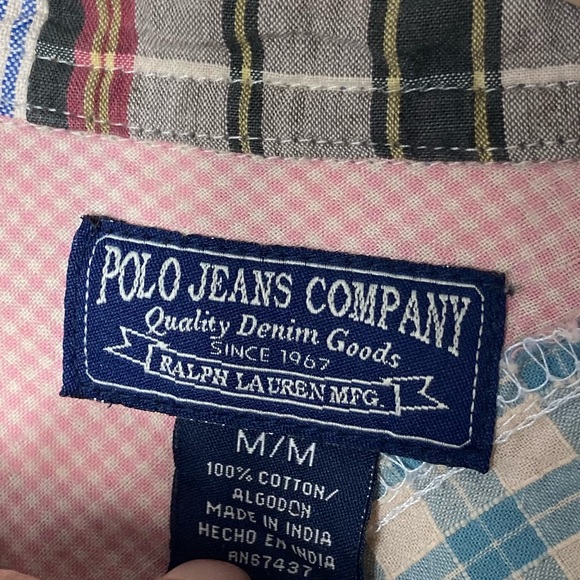 POLO JEANS COMPANY
Quality Denim Goods
SINCE 1967
RALPH LAUREN MFG.
M/M
100% COTTON/
ALGODON
MADE IN INDIA
HECHO EN INDIA
RN67437